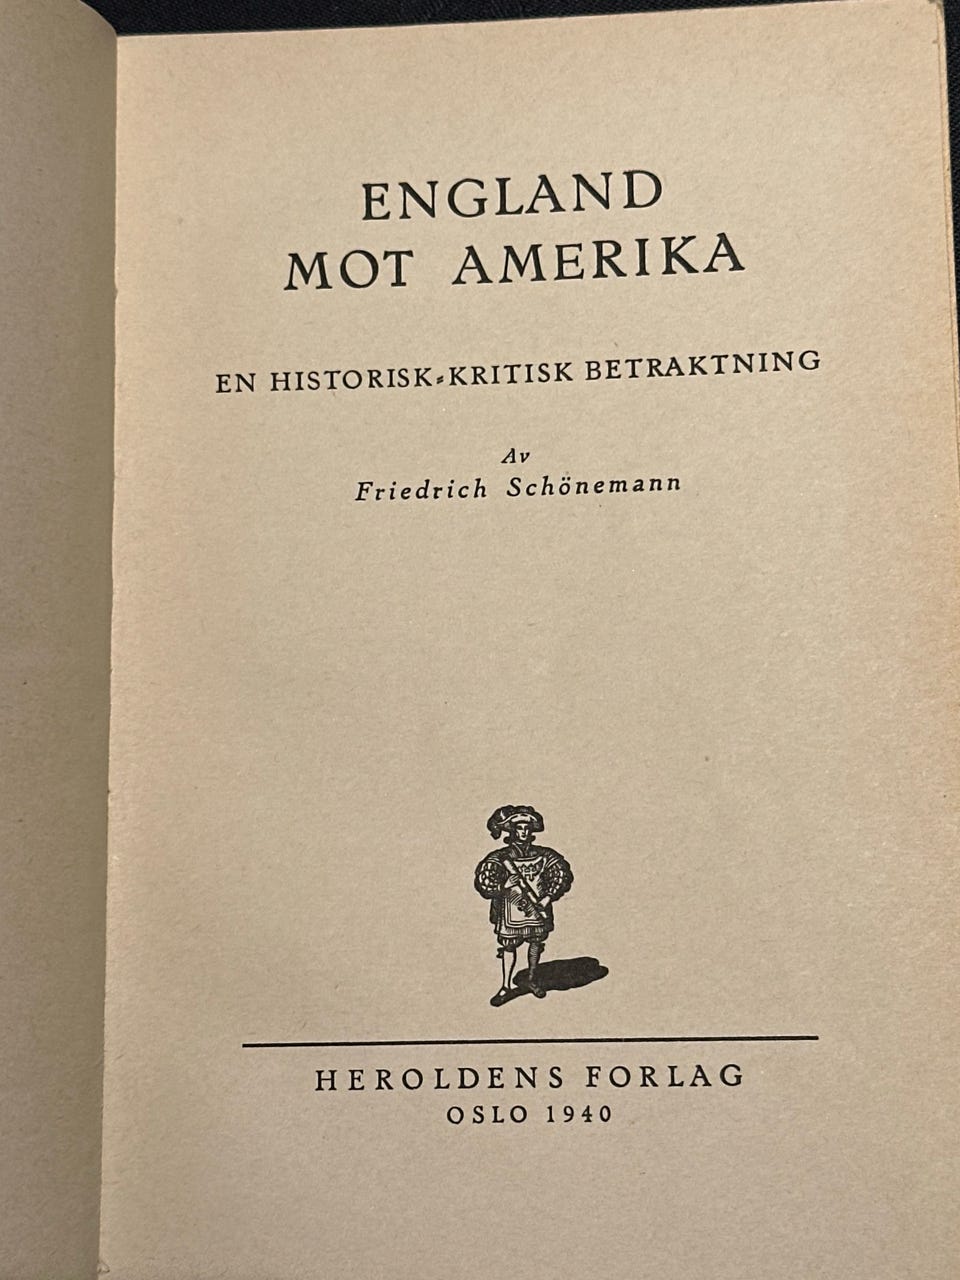 ENGLAND
MOT AMERIKA
EN HISTORISK-KRITISK BETRAKTNING
Av
Friedrich Schönemann
HEROLDENS FORLAG
OSLO 1940